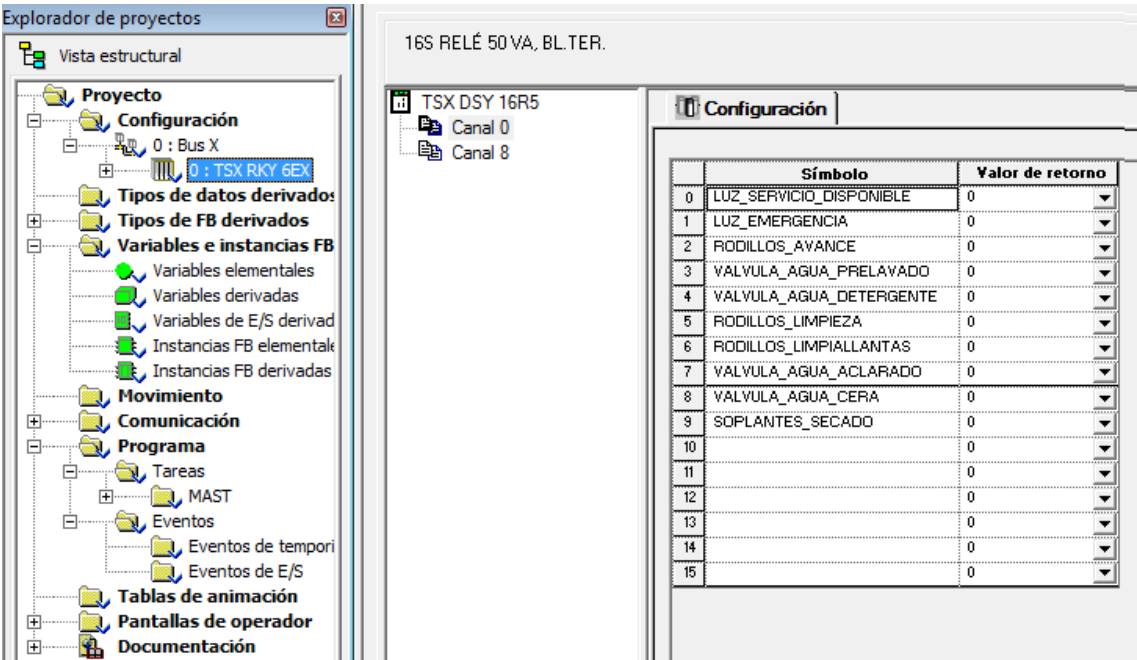 Explorador de proyectos
Vista estructural
Proyecto
Configuración
0 : Bus X
0 : TSX RKY 6EX
Tipos de datos derivados
Tipos de FB derivados
Variables e instancias FB
Variables elementales
Variables derivadas
Variables de E/S derivad
Instancias FB elementale
Instancias FB derivadas
Movimiento
Comunicación
Programa
Tareas
MAST
Eventos
Eventos de tempori
Eventos de E/S
Tablas de animación
Pantallas de operador
Documentación
16S RELÉ 50 VA, BL.TER.
TSX DSY 16R5
Canal 0
Canal 8
Configuración
Símbolo Valor de retorno
0 LUZ_SERVICIO_DISPONIBLE 0
1 LUZ_EMERGENCIA 0
2 RODILLOS_AVANCE 0
3 VALVULA_AGUA_PRELAVADO 0
4 VALVULA_AGUA_DETERGENTE 0
5 RODILLOS_LIMPIEZA 0
6 RODILLOS_LIMPIALLANTAS 0
7 VALVULA_AGUA_ACLARADO 0
8 VALVULA_AGUA_CERA 0
9 SOPLANTES_SECADO 0
10 0
11 0
12 0
13 0
14 0
15 0